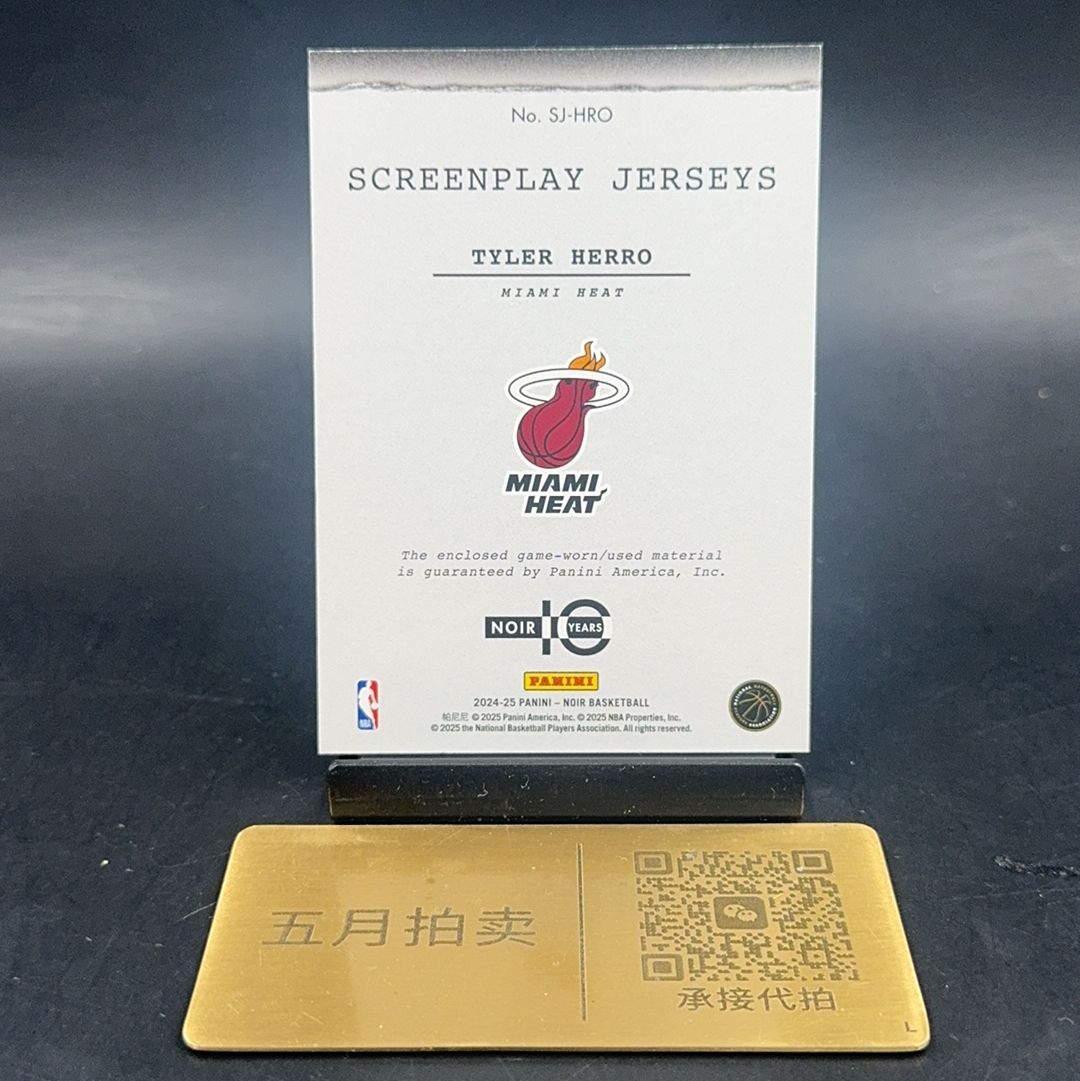 No. SJ-HRO
SCREENPLAY JERSEYS
TYLER HERRO
MIAMI HEAT
MIAMI
HEAT
The enclosed game-worn/used material
is guaranteed by Panini America, Inc.
NOIR 10 YEARS
PANINI
2024-25 PANINI – NOIR BASKETBALL
帕尼尼 © 2025 Panini America, Inc. © 2025 NBA Properties, Inc.
© 2025 the National Basketball Players Association. All rights reserved.
NBA
五月拍卖
承接代拍